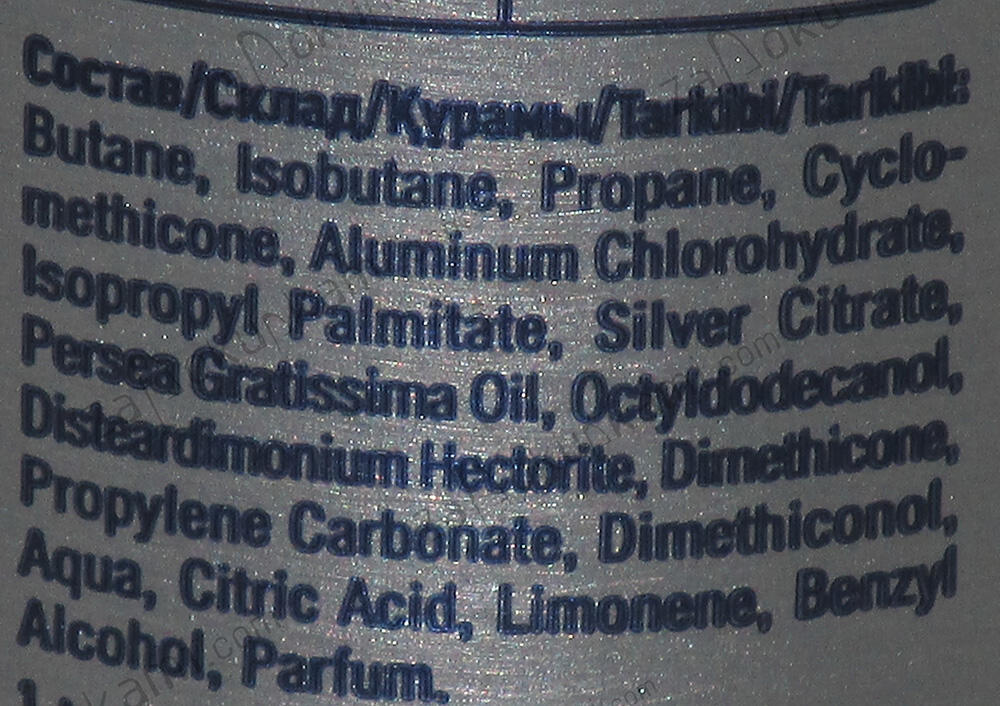 Состав/Склад/Құрамы/Tarkibi/Tarkibi:
Butane, Isobutane, Propane, Cyclo-
methicone, Aluminum Chlorohydrate,
Isopropyl Palmitate, Silver Citrate,
Persea Gratissima Oil, Octyldodecanol,
Disteardimonium Hectorite, Dimethicone,
Propylene Carbonate, Dimethiconol,
Aqua, Citric Acid, Limonene, Benzyl
Alcohol, Parfum.